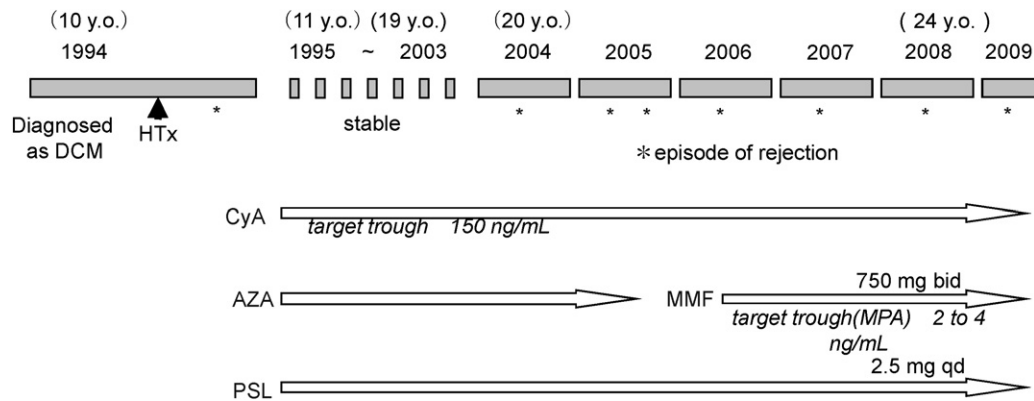 (10 y.o.) (11 y.o.) (19 y.o.) (20 y.o.) ( 24 y.o. )
1994 1995 ~ 2003 2004 2005 2006 2007 2008 2009
* * * * * * * *
Diagnosed as DCM
HTx
stable
*episode of rejection
CyA
target trough 150 ng/mL
AZA
MMF
750 mg bid
target trough(MPA) 2 to 4
ng/mL
PSL
2.5 mg qd